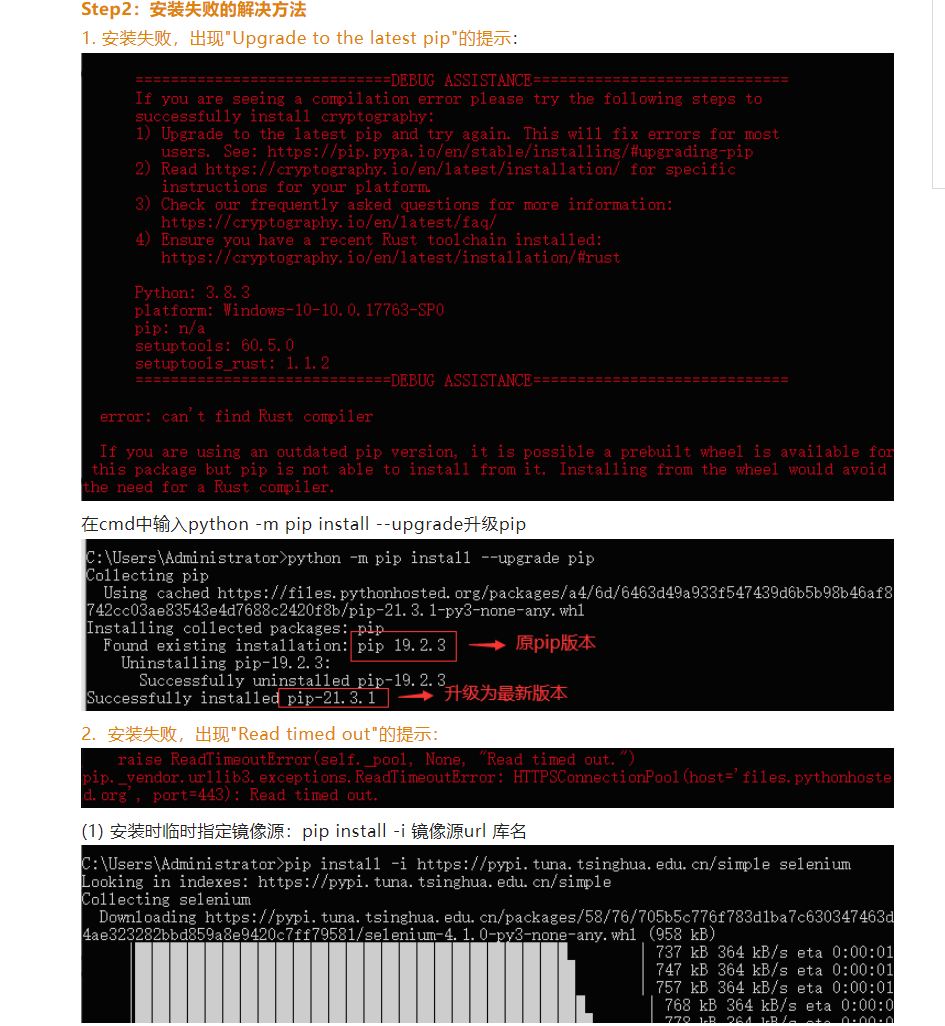 Step2：安装失败的解决方法
1. 安装失败，出现"Upgrade to the latest pip"的提示：
=============================DEBUG ASSISTANCE=============================
If you are seeing a compilation error please try the following steps to
successfully install cryptography:
1) Upgrade to the latest pip and try again. This will fix errors for most
users. See: https://pip.pypa.io/en/stable/installing/#upgrading-pip
2) Read https://cryptography.io/en/latest/installation/ for specific
instructions for your platform.
3) Check our frequently asked questions for more information:
https://cryptography.io/en/latest/faq/
4) Ensure you have a recent Rust toolchain installed:
https://cryptography.io/en/latest/installation/#rust
Python: 3.8.3
platform: Windows-10-10.0.17763-SP0
pip: n/a
setuptools: 60.5.0
setuptools_rust: 1.1.2
=============================DEBUG ASSISTANCE=============================
error: can't find Rust compiler
If you are using an outdated pip version, it is possible a prebuilt wheel is available for
this package but pip is not able to install from it. Installing from the wheel would avoid
the need for a Rust compiler.
在cmd中输入python -m pip install --upgrade升级pip
C:\Users\Administrator>python -m pip install --upgrade pip
Collecting pip
Using cached https://files.pythonhosted.org/packages/a4/6d/6463d49a933f547439d6b5b98b46af8
742cc03ae83543e4d7688c2420f8b/pip-21.3.1-py3-none-any.whl
Installing collected packages: pip
Found existing installation: pip 19.2.3 原pip版本
Uninstalling pip-19.2.3:
Successfully uninstalled pip-19.2.3
Successfully installed pip-21.3.1 升级为最新版本
2. 安装失败，出现"Read timed out"的提示：
raise ReadTimeoutError(self._pool, None, "Read timed out.")
pip._vendor.urllib3.exceptions.ReadTimeoutError: HTTPSConnectionPool(host='files.pythonhoste
d.org', port=443): Read timed out.
(1) 安装时临时指定镜像源：pip install -i 镜像源url 库名
C:\Users\Administrator>pip install -i https://pypi.tuna.tsinghua.edu.cn/simple selenium
Looking in indexes: https://pypi.tuna.tsinghua.edu.cn/simple
Collecting selenium
Downloading https://pypi.tuna.tsinghua.edu.cn/packages/58/76/705b5c776f783d1ba7c630347463d
4ae323282bbd859a8e9420c7ff79581/selenium-4.1.0-py3-none-any.whl (958 kB)
737 kB 364 kB/s eta 0:00:01
747 kB 364 kB/s eta 0:00:01
757 kB 364 kB/s eta 0:00:01
768 kB 364 kB/s eta 0:00:0
778 kB 364 kB/s eta 0:00:0